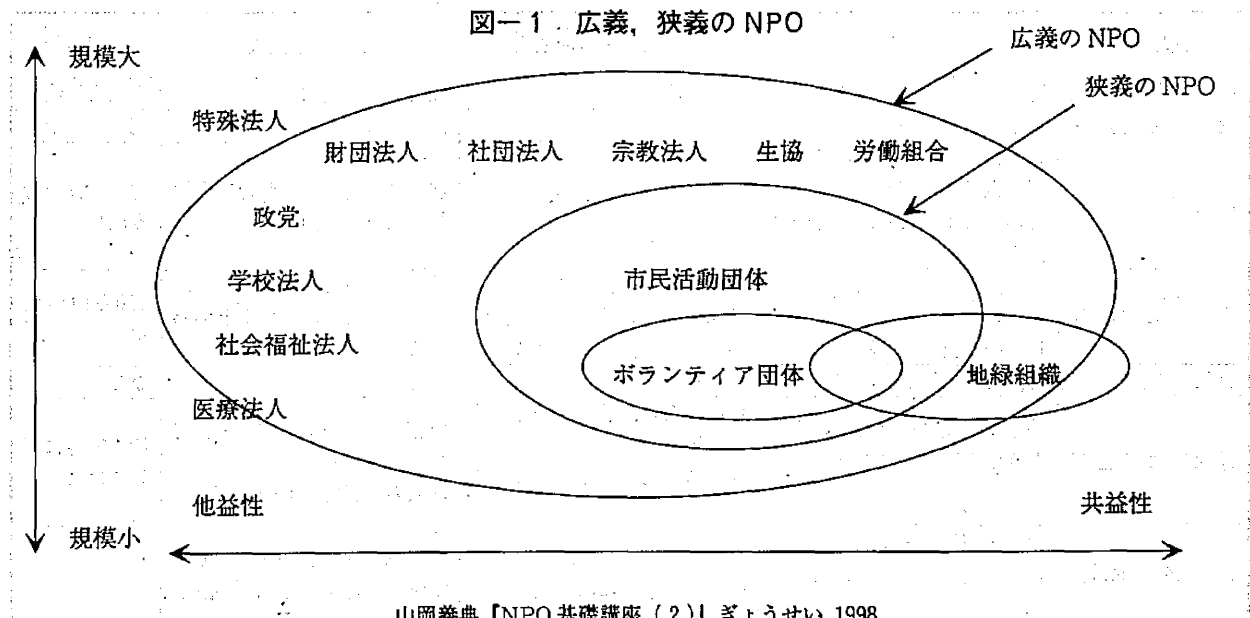 図－1 広義，狭義のNPO
広義のNPO
規模大
狭義のNPO
特殊法人
財団法人 社団法人 宗教法人 生協 労働組合
政党
学校法人
市民活動団体
社会福祉法人
ボランティア団体
地縁組織
医療法人
他益性
共益性
規模小
山岡義典『NPO基礎講座（2）』ぎょうせい 1998